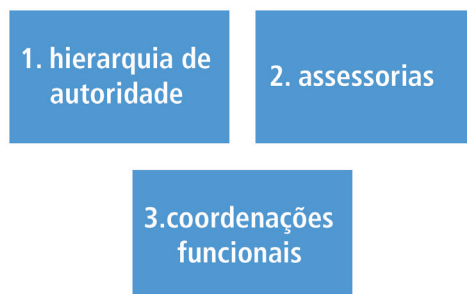 1. hierarquia de
autoridade
2. assessorias
3.coordenações
funcionais